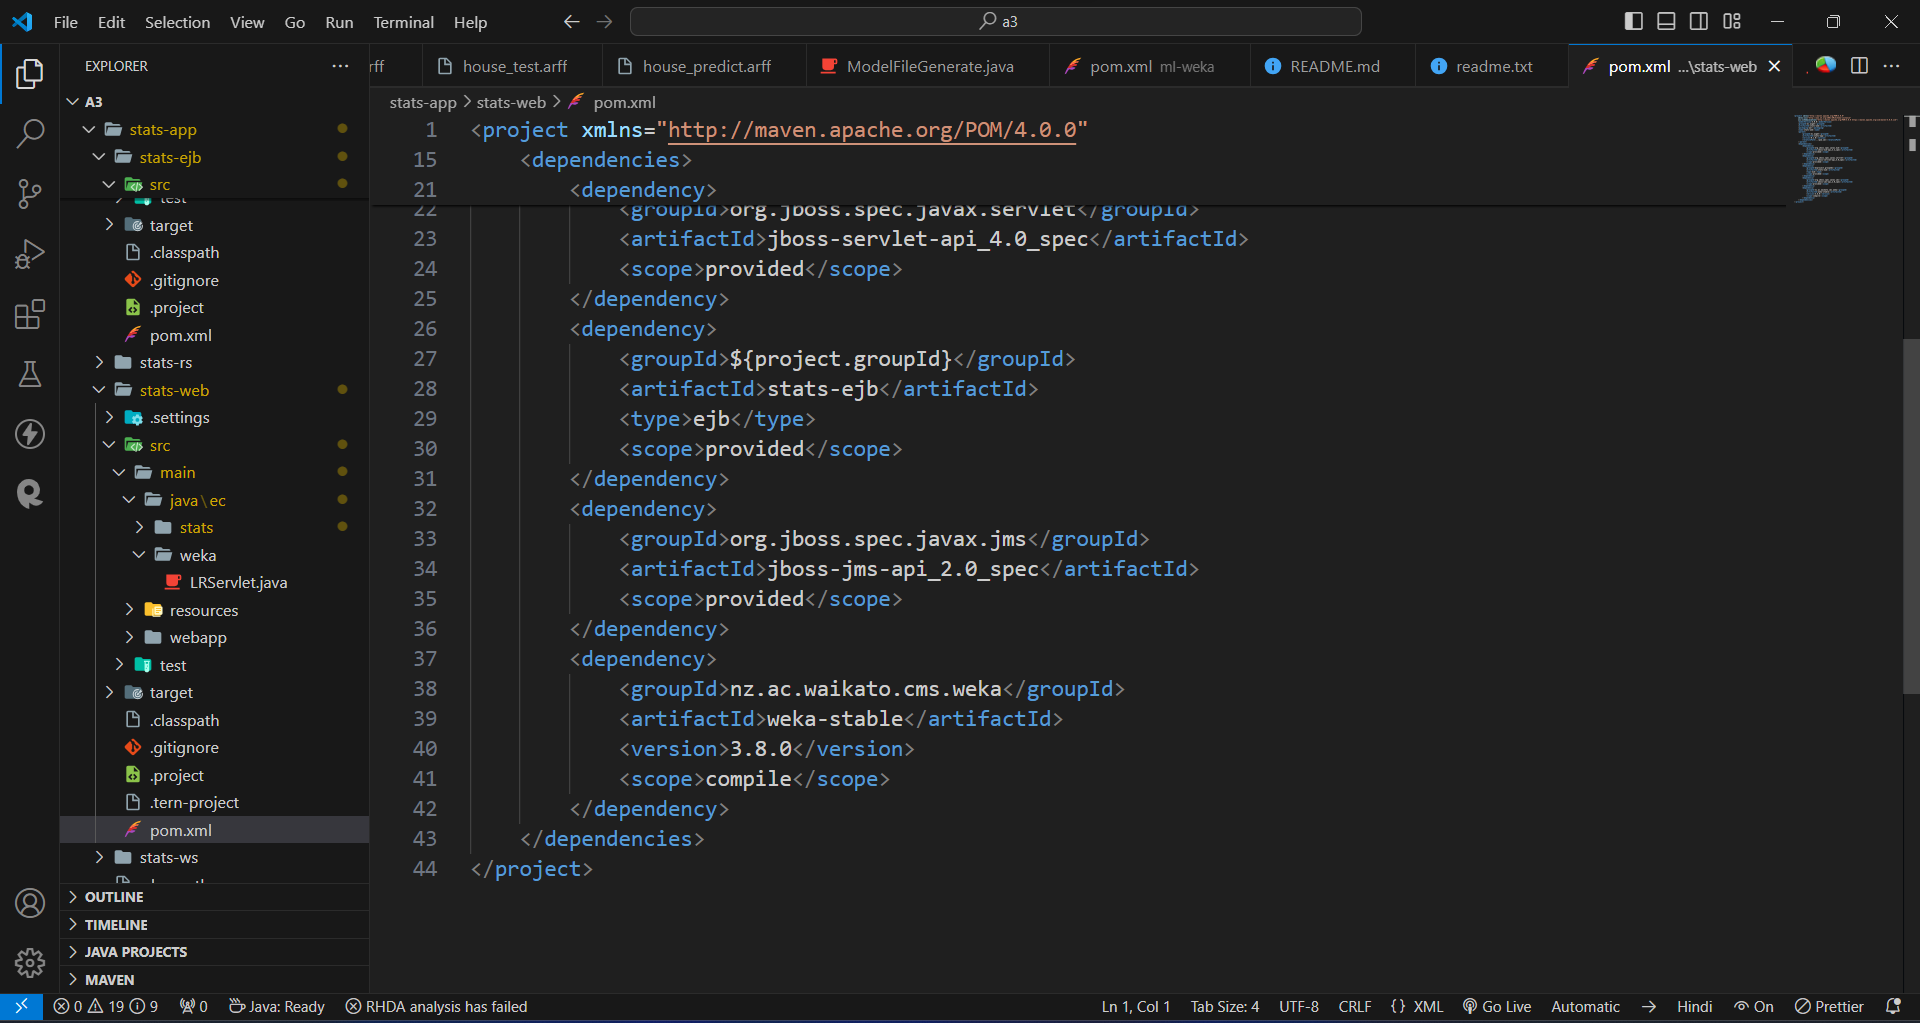 File Edit Selection View Go Run Terminal Help
a3
EXPLORER
rff
house_test.arff
house_predict.arff
ModelFileGenerate.java
pom.xml ml-weka
README.md
readme.txt
pom.xml ...\stats-web
stats-app > stats-web > pom.xml
A3
stats-app
stats-ejb
src
test
target
.classpath
.gitignore
.project
pom.xml
stats-rs
stats-web
.settings
src
main
java\ec
stats
weka
LRServlet.java
resources
webapp
test
target
.classpath
.gitignore
.project
.tern-project
pom.xml
stats-ws
OUTLINE
TIMELINE
JAVA PROJECTS
MAVEN
1 <project xmlns="http://maven.apache.org/POM/4.0.0"
15 <dependencies>
21 <dependency>
22 <groupId>org.jboss.spec.javax.servlet</groupId>
23 <artifactId>jboss-servlet-api_4.0_spec</artifactId>
24 <scope>provided</scope>
25 </dependency>
26 <dependency>
27 <groupId>${project.groupId}</groupId>
28 <artifactId>stats-ejb</artifactId>
29 <type>ejb</type>
30 <scope>provided</scope>
31 </dependency>
32 <dependency>
33 <groupId>org.jboss.spec.javax.jms</groupId>
34 <artifactId>jboss-jms-api_2.0_spec</artifactId>
35 <scope>provided</scope>
36 </dependency>
37 <dependency>
38 <groupId>nz.ac.waikato.cms.weka</groupId>
39 <artifactId>weka-stable</artifactId>
40 <version>3.8.0</version>
41 <scope>compile</scope>
42 </dependency>
43 </dependencies>
44 </project>
0 19 9 0 Java: Ready RHDA analysis has failed
Ln 1, Col 1 Tab Size: 4 UTF-8 CRLF {} XML Go Live Automatic Hindi On Prettier